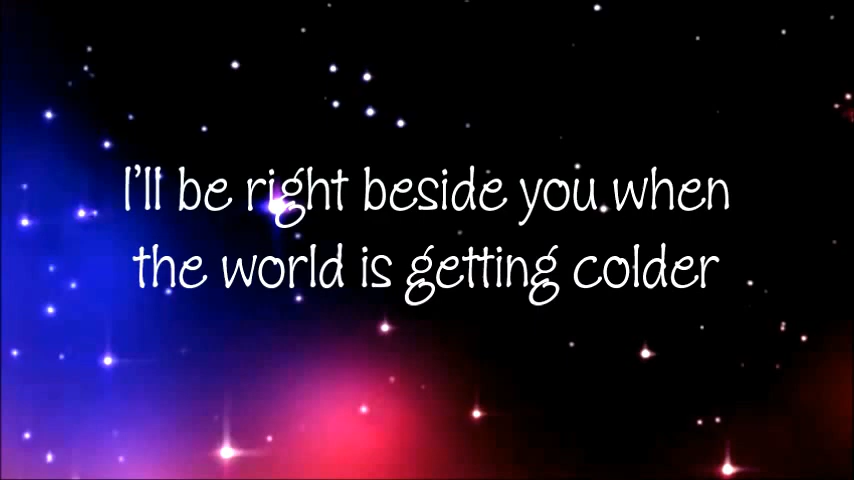 I'll be right beside you when
the world is getting colder